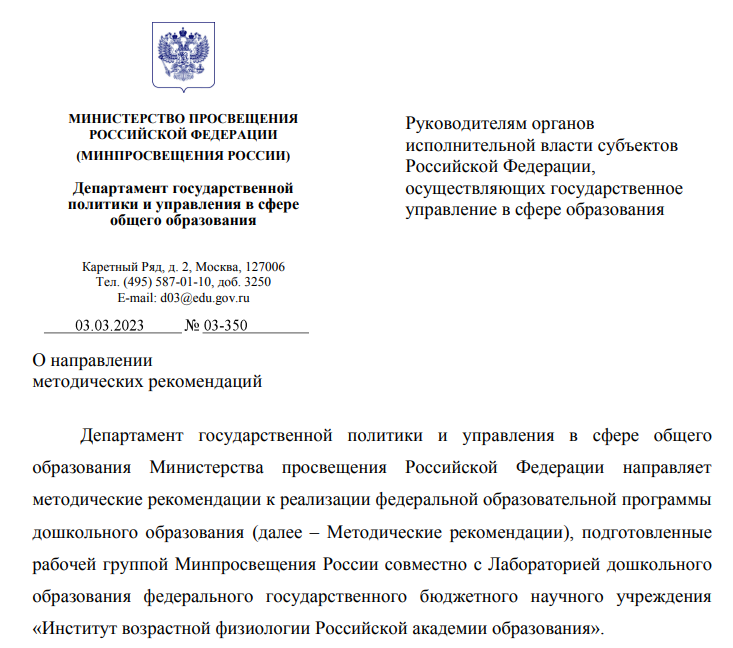 МИНИСТЕРСТВО ПРОСВЕЩЕНИЯ
РОССИЙСКОЙ ФЕДЕРАЦИИ
(МИНПРОСВЕЩЕНИЯ РОССИИ)
Департамент государственной
политики и управления в сфере
общего образования
Каретный Ряд, д. 2, Москва, 127006
Тел. (495) 587-01-10, доб. 3250
E-mail: d03@edu.gov.ru
03.03.2023 № 03-350
Руководителям органов
исполнительной власти субъектов
Российской Федерации,
осуществляющих государственное
управление в сфере образования
О направлении
методических рекомендаций
Департамент государственной политики и управления в сфере общего
образования Министерства просвещения Российской Федерации направляет
методические рекомендации к реализации федеральной образовательной программы
дошкольного образования (далее – Методические рекомендации), подготовленные
рабочей группой Минпросвещения России совместно с Лабораторией дошкольного
образования федерального государственного бюджетного научного учреждения
«Институт возрастной физиологии Российской академии образования».